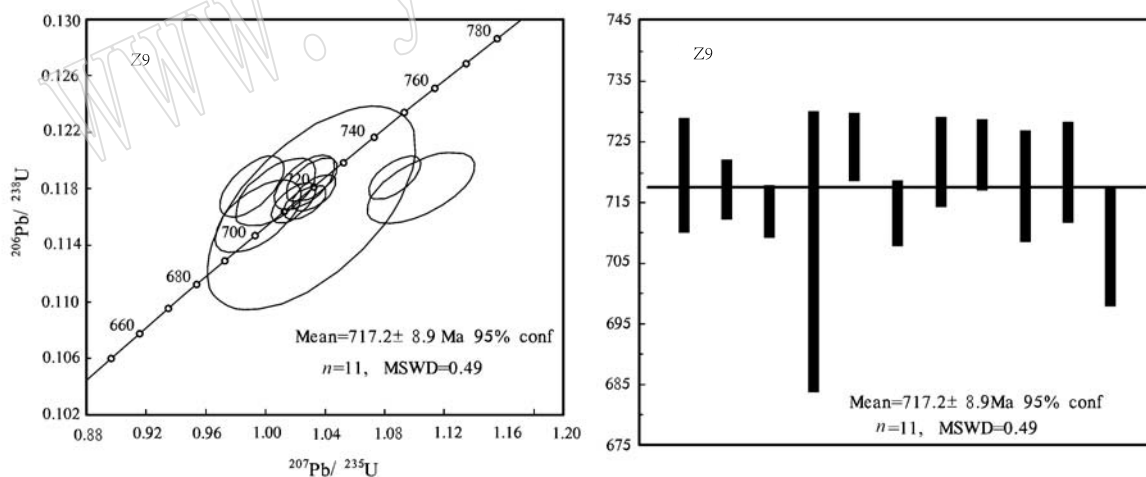 www. y
Z9
0.130
0.126
0.122
0.118
0.114
0.110
0.106
0.102
206Pb/ 238U
780
760
740
720
700
680
660
Mean=717.2± 8.9 Ma 95% conf
n=11, MSWD=0.49
0.88 0.92 0.96 1.00 1.04 1.08 1.12 1.16 1.20
207Pb/ 235U
Z9
745
735
725
715
705
695
685
675
Mean=717.2± 8.9Ma 95% conf
n=11, MSWD=0.49